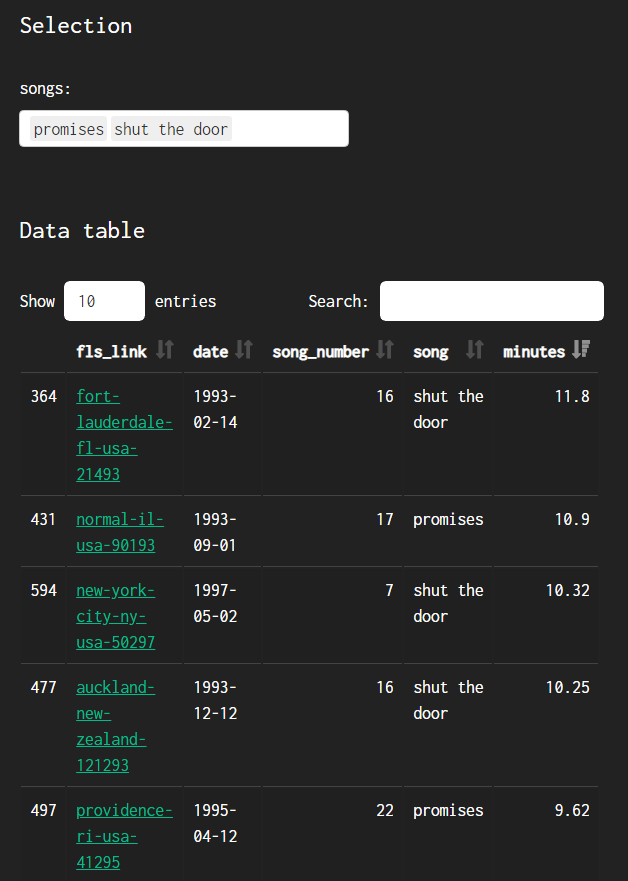 Selection
songs:
promises shut the door
Data table
Show 10 entries Search:
fls_link date song_number song minutes
364 fort- 1993- 16 shut the 11.8
lauderdale- 02-14 door
fl-usa-
21493
431 normal-il- 1993- 17 promises 10.9
usa-90193 09-01
594 new-york- 1997- 7 shut the 10.32
city-ny- 05-02 door
usa-50297
477 auckland- 1993- 16 shut the 10.25
new- 12-12 door
zealand-
121293
497 providence- 1995- 22 promises 9.62
ri-usa- 04-12
41295